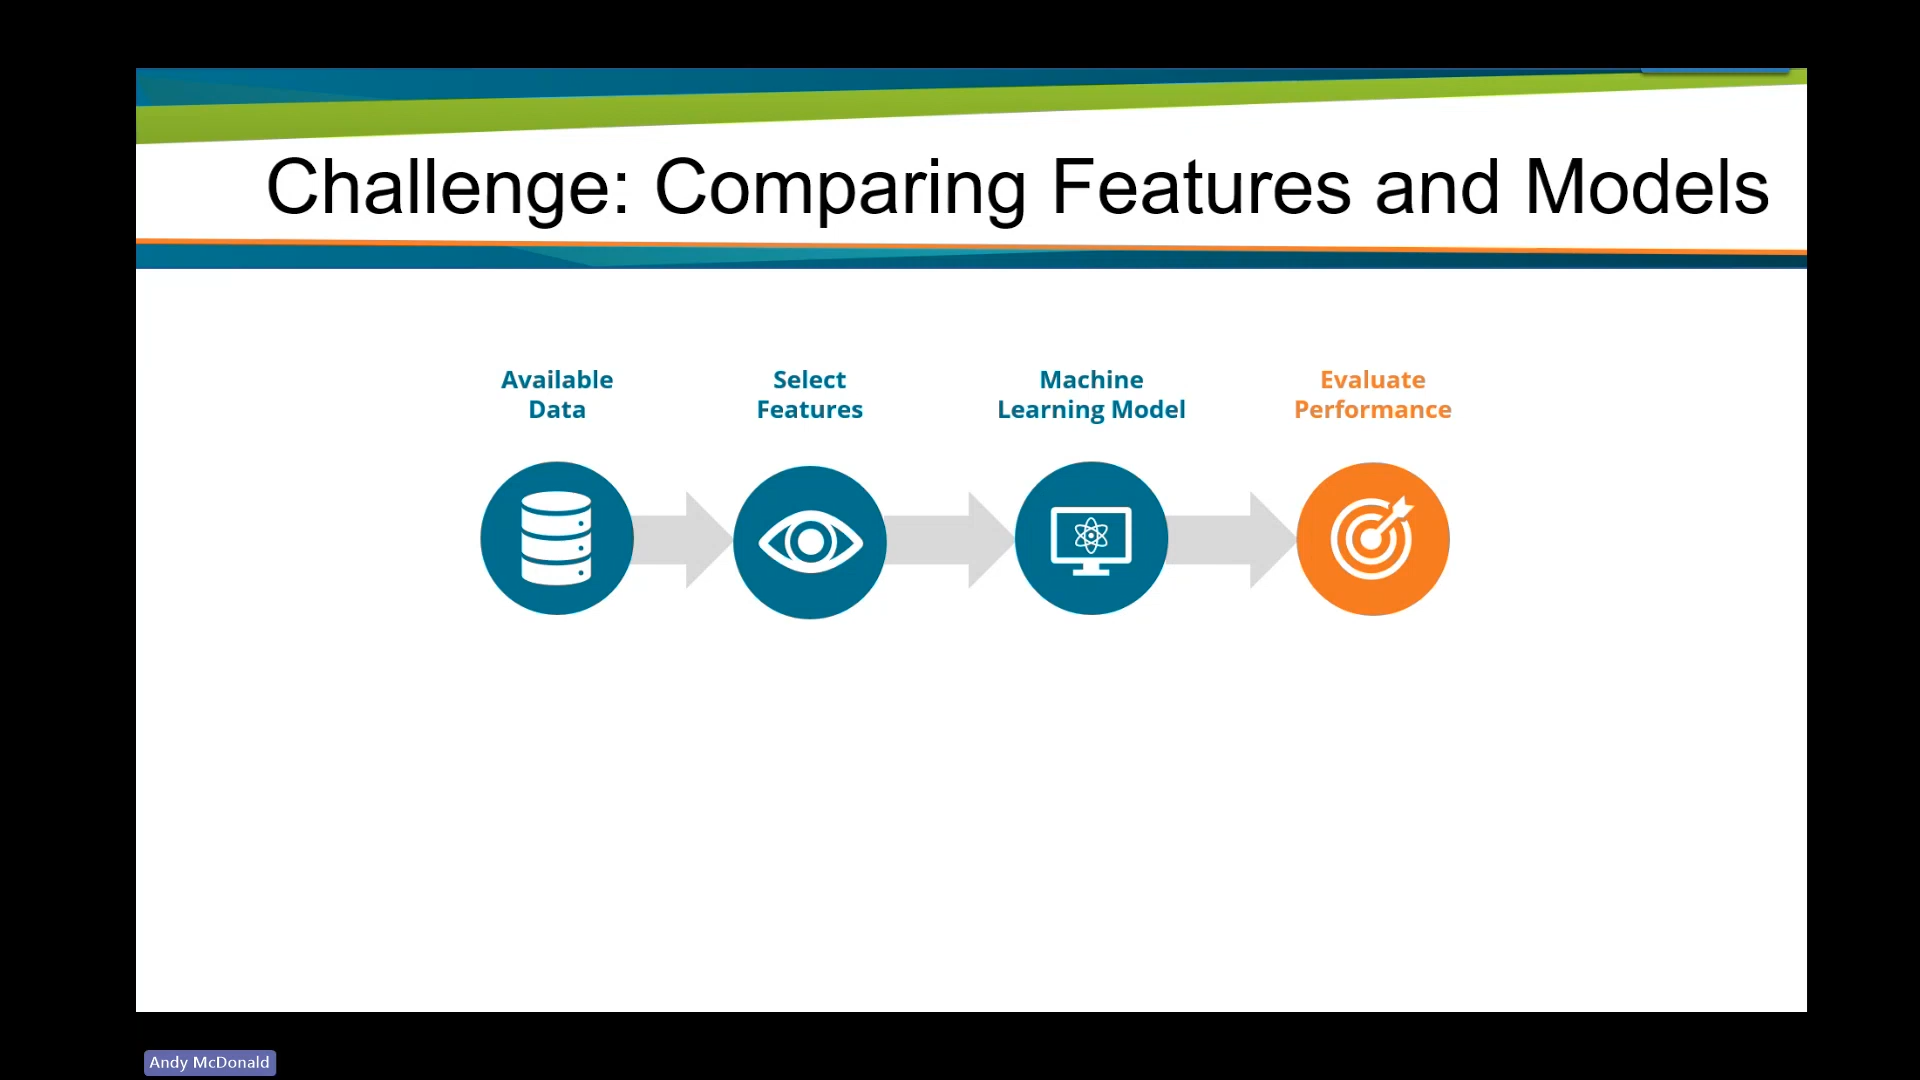 Challenge: Comparing Features and Models
Available
Data
Select
Features
Machine
Learning Model
Evaluate
Performance
Andy McDonald